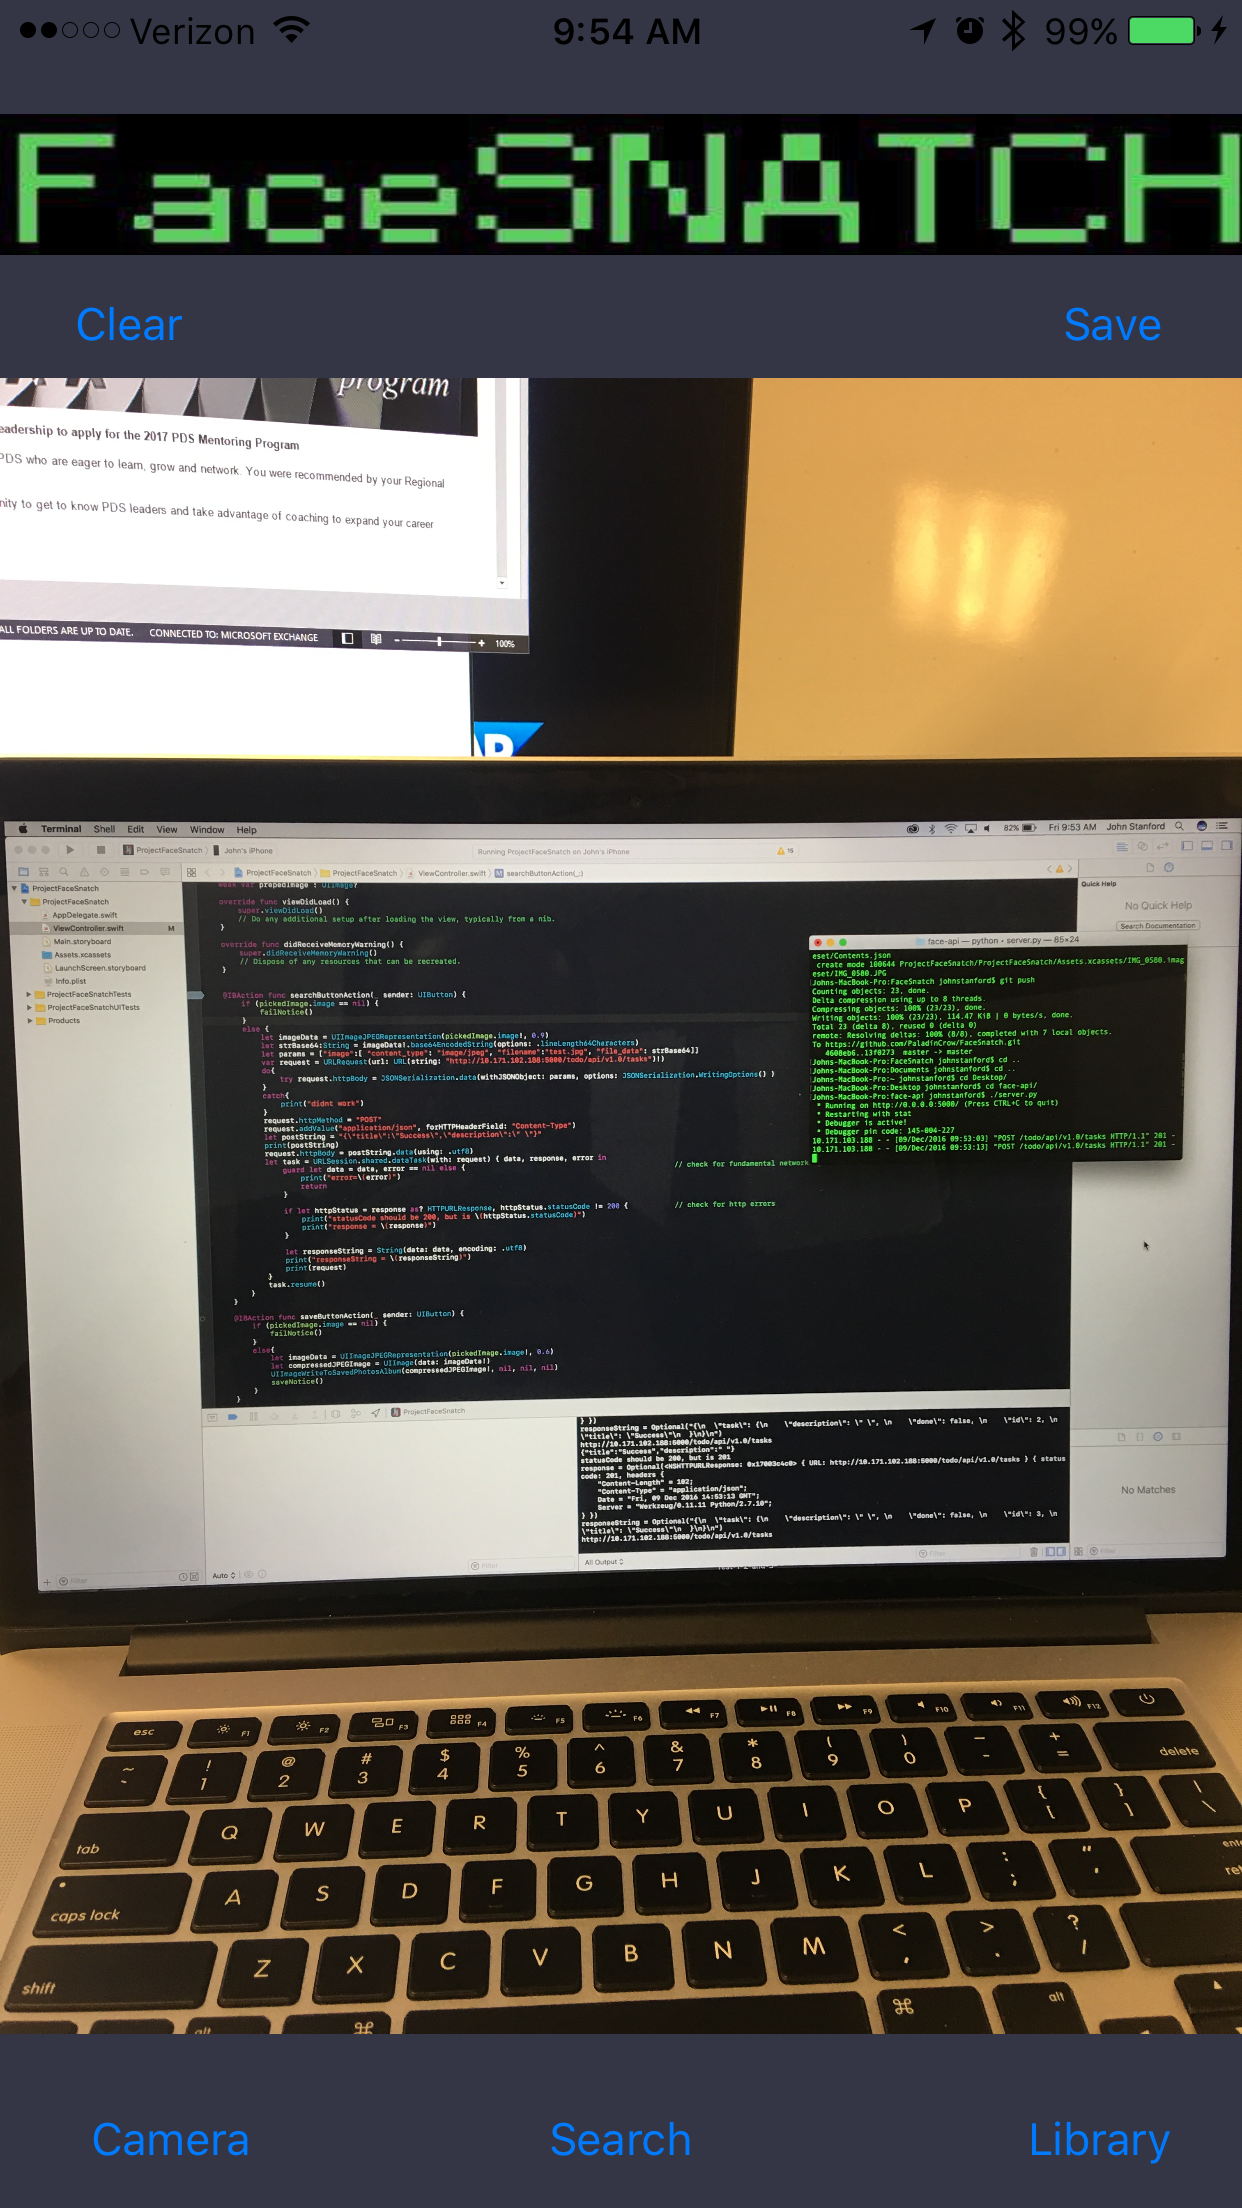 Verizon 9:54 AM 99%
FaceSNATCH
Clear Save
program
eadership to apply for the 2017 PDS Mentoring Program
PDS who are eager to learn, grow and network. You were recommended by your Regional
nity to get to know PDS leaders and take advantage of coaching to expand your career
ALL FOLDERS ARE UP TO DATE. CONNECTED TO: MICROSOFT EXCHANGE 100%
Terminal Shell Edit View Window Help 82% Fri 9:53 AM John Stanford
ProjectFaceSnatch John's iPhone Running ProjectFaceSnatch on John's iPhone 15
ProjectFaceSnatch ProjectFaceSnatch ViewController.swift searchButtonAction(_:)
ProjectFaceSnatch
ProjectFaceSnatch
AppDelegate.swift
ViewController.swift M
Main.storyboard
Assets.xcassets
LaunchScreen.storyboard
Info.plist
ProjectFaceSnatchTests
ProjectFaceSnatchUITests
Products
weak var prepedImage : UIImage?
override func viewDidLoad() {
super.viewDidLoad()
// Do any additional setup after loading the view, typically from a nib.
}
override func didReceiveMemoryWarning() {
super.didReceiveMemoryWarning()
// Dispose of any resources that can be recreated.
}
@IBAction func searchButtonAction(_ sender: UIButton) {
if (pickedImage.image == nil) {
failNotice()
}
else {
let imageData = UIImageJPEGRepresentation(pickedImage.image!, 0.9)
let strBase64:String = imageData!.base64EncodedString(options: .lineLength64Characters)
let params = ["image":[ "content_type": "image/jpeg", "filename":"test.jpg", "file_data": strBase64]]
var request = URLRequest(url: URL(string: "http://10.171.102.188:5000/todo/api/v1.0/tasks")!)
do{
try request.httpBody = JSONSerialization.data(withJSONObject: params, options: JSONSerialization.WritingOptions() )
}
catch{
print("didnt work")
}
request.httpMethod = "POST"
request.addValue("application/json", forHTTPHeaderField: "Content-Type")
let postString = "{\"title\":\"Success\",\"description\":\" \"}"
print(postString)
request.httpBody = postString.data(using: .utf8)
let task = URLSession.shared.dataTask(with: request) { data, response, error in
guard let data = data, error == nil else { // check for fundamental network
print("error=\(error)")
return
}
if let httpStatus = response as? HTTPURLResponse, httpStatus.statusCode != 200 { // check for http errors
print("statusCode should be 200, but is \(httpStatus.statusCode)")
print("response = \(response)")
}
let responseString = String(data: data, encoding: .utf8)
print("responseString = \(responseString)")
print(request)
}
task.resume()
}
}
@IBAction func saveButtonAction(_ sender: UIButton) {
if (pickedImage.image == nil) {
failNotice()
}
else{
let imageData = UIImageJPEGRepresentation(pickedImage.image!, 0.6)
let compressedJPEGImage = UIImage(data: imageData!)
UIImageWriteToSavedPhotosAlbum(compressedJPEGImage!, nil, nil, nil)
saveNotice()
}
}
Quick Help
No Quick Help
Search Documentation
face-api — python • server.py — 85×24
eset/Contents.json
create mode 100644 ProjectFaceSnatch/ProjectFaceSnatch/Assets.xcassets/IMG_0580.imag
eset/IMG_0580.JPG
Johns-MacBook-Pro:FaceSnatch johnstanford$ git push
Counting objects: 23, done.
Delta compression using up to 8 threads.
Compressing objects: 100% (23/23), done.
Writing objects: 100% (23/23), 114.47 KiB | 0 bytes/s, done.
Total 23 (delta 8), reused 0 (delta 0)
remote: Resolving deltas: 100% (8/8), completed with 7 local objects.
To https://github.com/PaladinCrow/FaceSnatch.git
4608eb6..13f0273 master -> master
Johns-MacBook-Pro:FaceSnatch johnstanford$ cd ..
Johns-MacBook-Pro:Documents johnstanford$ cd ..
Johns-MacBook-Pro:~ johnstanford$ cd Desktop/
Johns-MacBook-Pro:Desktop johnstanford$ cd face-api/
Johns-MacBook-Pro:face-api johnstanford$ ./server.py
* Running on http://0.0.0.0:5000/ (Press CTRL+C to quit)
* Restarting with stat
* Debugger is active!
* Debugger pin code: 145-004-227
10.171.103.188 - - [09/Dec/2016 09:53:03] "POST /todo/api/v1.0/tasks HTTP/1.1" 201 -
10.171.103.188 - - [09/Dec/2016 09:53:13] "POST /todo/api/v1.0/tasks HTTP/1.1" 201 -
ProjectFaceSnatch
} })
responseString = Optional("{\n \"task\": {\n \"description\": \" \", \n \"done\": false, \n \"id\": 2, \n
\"title\": \"Success\"\n }\n}\n")
http://10.171.102.188:5000/todo/api/v1.0/tasks
{"title":"Success","description":" "}
statusCode should be 200, but is 201
response = Optional(<NSHTTPURLResponse: 0x17003c4c0> { URL: http://10.171.102.188:5000/todo/api/v1.0/tasks } { status
code: 201, headers {
"Content-Length" = 102;
"Content-Type" = "application/json";
Date = "Fri, 09 Dec 2016 14:53:13 GMT";
Server = "Werkzeug/0.11.11 Python/2.7.10";
} })
responseString = Optional("{\n \"task\": {\n \"description\": \" \", \n \"done\": false, \n \"id\": 3, \n
\"title\": \"Success\"\n }\n}\n")
http://10.171.102.188:5000/todo/api/v1.0/tasks
No Matches
Filter Auto Filter All Output Filter Filter
esc F1 F2 F3 F4 F5 F6 F7 F8 F9 F10 F11 F12
~ ! @ # $ % ^ & * ( ) — +
- 1 2 3 4 5 6 7 8 9 0 - = delete
tab Q W E R T Y U I O P { [ } ] | \
caps lock A S D F G H J K L : ; " ' ente
ret
shift Z X C V B N M < , > . ? /
alt ⌘ ⌘ alt
Camera Search Library